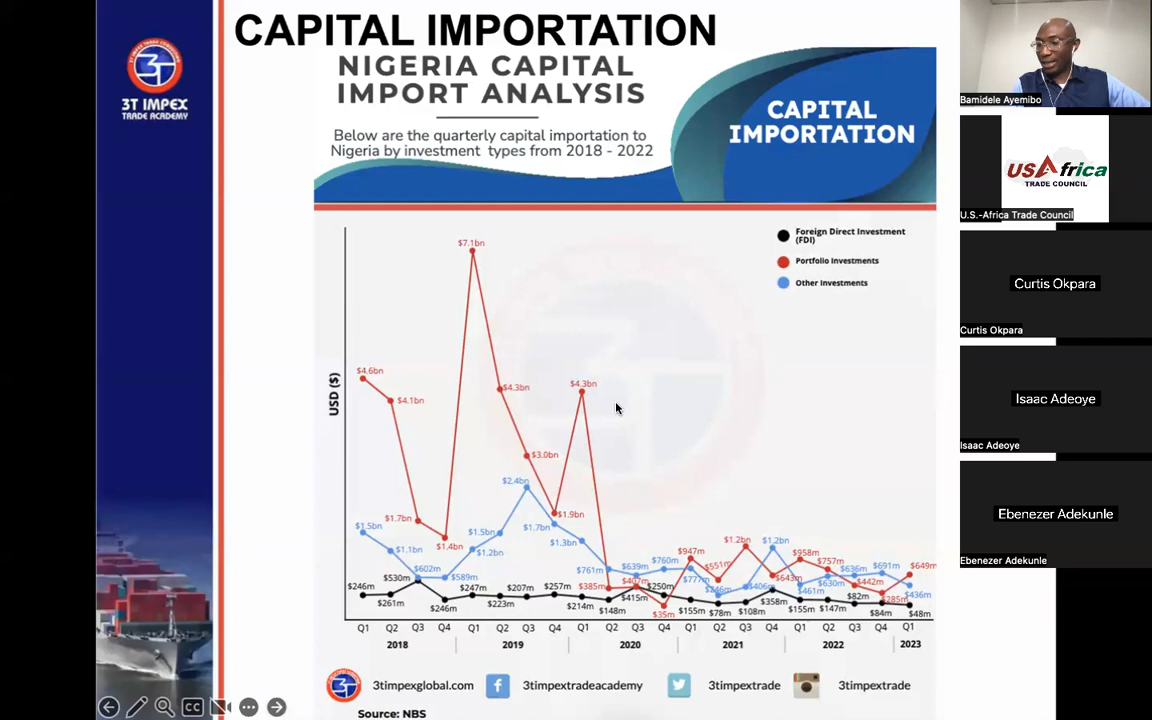 CAPITAL IMPORTATION
3T IMPEX TRADE CONSULTING
3T
3T IMPEX
TRADE ACADEMY
NIGERIA CAPITAL
IMPORT ANALYSIS
Below are the quarterly capital importation to
Nigeria by investment types from 2018 - 2022
CAPITAL
IMPORTATION
Foreign Direct Investment
(FDI)
Portfolio Investments
Other Investments
USD ($)
$4.6bn
$4.1bn
$1.7bn
$1.4bn
$7.1bn
$4.3bn
$3.0bn
$1.9bn
$4.3bn
$385m
$407m
$35m
$947m
$551m
$1.2bn
$643m
$958m
$757m
$442m
$285m
$649m
$1.5bn
$1.1bn
$602m
$589m
$1.2bn
$1.5bn
$2.4bn
$1.7bn
$1.3bn
$761m
$639m
$760m
$777m
$406m
$1.2bn
$461m
$630m
$636m
$691m
$436m
$246m
$261m
$530m
$246m
$247m
$223m
$207m
$257m
$214m
$148m
$415m
$250m
$155m
$78m
$108m
$358m
$155m
$147m
$82m
$84m
$48m
Q1 Q2 Q3 Q4 Q1 Q2 Q3 Q4 Q1 Q2 Q3 Q4 Q1 Q2 Q3 Q4 Q1 Q2 Q3 Q4 Q1
2018 2019 2020 2021 2022 2023
3timpexglobal.com 3timpextradeacademy 3timpextrade 3timpextrade
Source: NBS
CC
Bamidele Ayemibo
USAfrica
TRADE COUNCIL
U.S.-Africa Trade Council
Curtis Okpara
Curtis Okpara
Isaac Adeoye
Isaac Adeoye
Ebenezer Adekunle
Ebenezer Adekunle